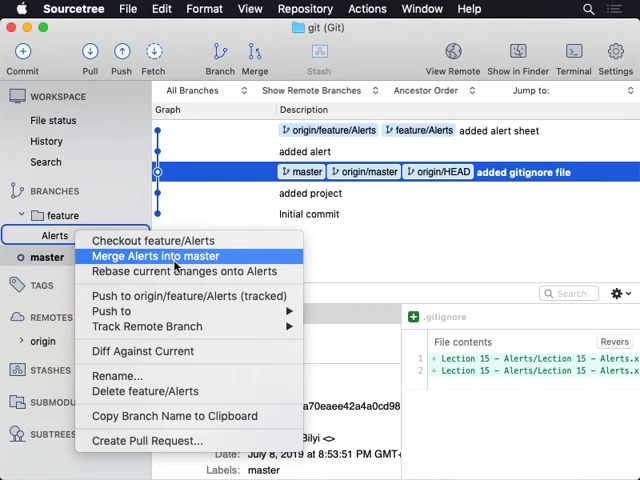 Sourcetree File Edit Format View Repository Actions Window Help
git (Git)
Commit Pull Push Fetch Branch Merge Stash View Remote Show in Finder Terminal Settings
All Branches Show Remote Branches Ancestor Order Jump to:
Graph Description
WORKSPACE
File status
History
Search
BRANCHES
feature
Alerts
master
TAGS
REMOTES
origin
STASHES
SUBMODU
SUBTREES
origin/feature/Alerts feature/Alerts added alert sheet
added alert
master origin/master origin/HEAD added gitignore file
added project
Initial commit
Checkout feature/Alerts
Merge Alerts into master
Rebase current changes onto Alerts
Push to origin/feature/Alerts (tracked)
Push to
Track Remote Branch
Diff Against Current
Rename...
Delete feature/Alerts
Copy Branch Name to Clipboard
Create Pull Request...
Search
.gitignore
File contents Revers
1 + Lection 15 – Alerts/Lection 15 – Alerts.x
2 + Lection 15 – Alerts/Lection 15 – Alerts.x
a70eaee42a4a0cd98
Bilyi <>
Date: July 8, 2019 at 8:53:51 PM GMT+
Labels: master